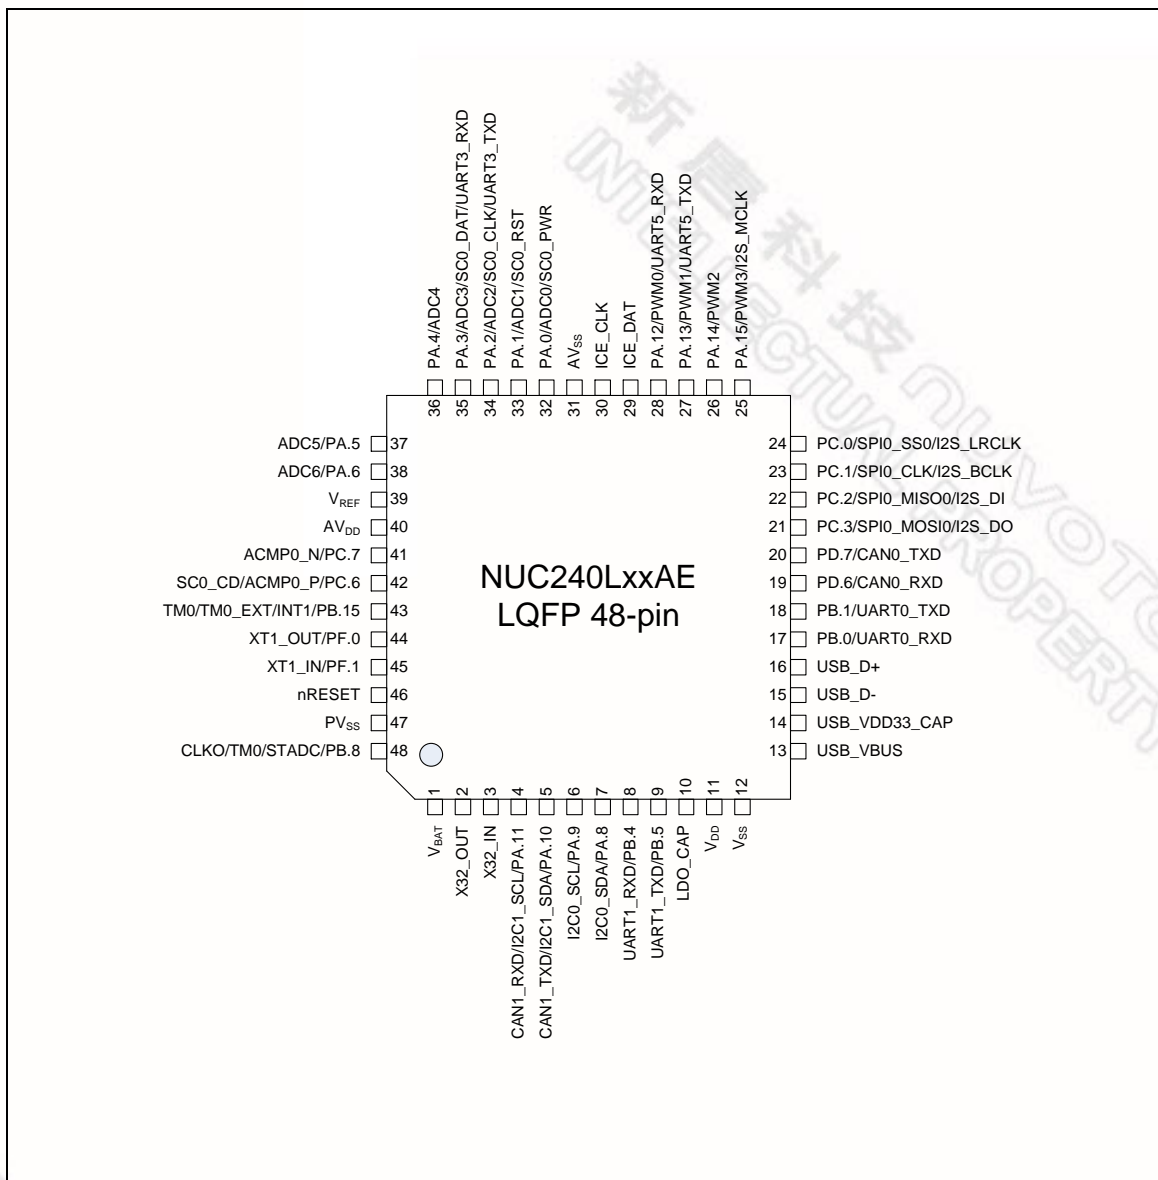 新唐科技 NUVOTO
INTELLECTUAL PROPERTY
PA.4/ADC4
PA.3/ADC3/SC0_DAT/UART3_RXD
PA.2/ADC2/SC0_CLK/UART3_TXD
PA.1/ADC1/SC0_RST
PA.0/ADC0/SC0_PWR
AVSS
ICE_CLK
ICE_DAT
PA.12/PWM0/UART5_RXD
PA.13/PWM1/UART5_TXD
PA.14/PWM2
PA.15/PWM3/I2S_MCLK
36 35 34 33 32 31 30 29 28 27 26 25
ADC5/PA.5 37
ADC6/PA.6 38
VREF 39
AVDD 40
ACMP0_N/PC.7 41
SC0_CD/ACMP0_P/PC.6 42
TM0/TM0_EXT/INT1/PB.15 43
XT1_OUT/PF.0 44
XT1_IN/PF.1 45
nRESET 46
PVSS 47
CLKO/TM0/STADC/PB.8 48
NUC240LxxAE
LQFP 48-pin
24 PC.0/SPI0_SS0/I2S_LRCLK
23 PC.1/SPI0_CLK/I2S_BCLK
22 PC.2/SPI0_MISO0/I2S_DI
21 PC.3/SPI0_MOSI0/I2S_DO
20 PD.7/CAN0_TXD
19 PD.6/CAN0_RXD
18 PB.1/UART0_TXD
17 PB.0/UART0_RXD
16 USB_D+
15 USB_D-
14 USB_VDD33_CAP
13 USB_VBUS
1 2 3 4 5 6 7 8 9 10 11 12
VBAT
X32_OUT
X32_IN
CAN1_RXD/I2C1_SCL/PA.11
CAN1_TXD/I2C1_SDA/PA.10
I2C0_SCL/PA.9
I2C0_SDA/PA.8
UART1_RXD/PB.4
UART1_TXD/PB.5
LDO_CAP
VDD
VSS